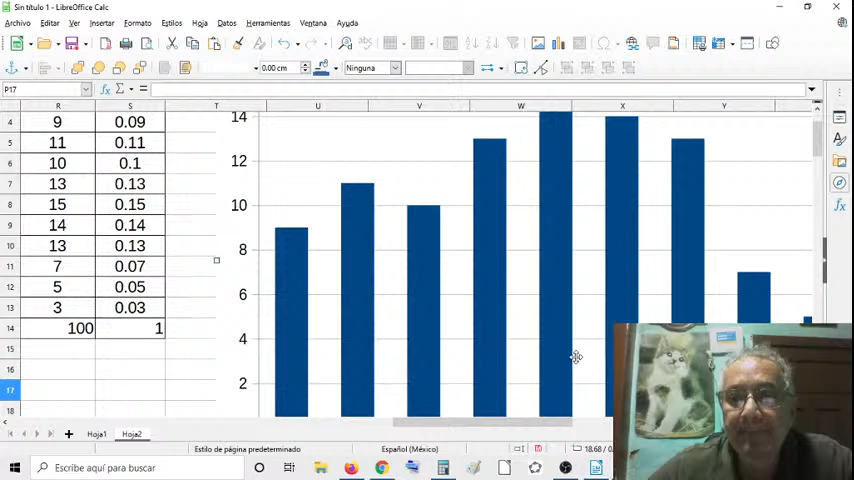 Sin título 1 - LibreOffice Calc
Archivo Editar Ver Insertar Formato Estilos Hoja Datos Herramientas Ventana Ayuda
0.00 cm Ninguna
P17 fx Σ =
R S T U V W X Y
4 9 0.09
5 11 0.11
6 10 0.1
7 13 0.13
8 15 0.15
9 14 0.14
10 13 0.13
11 7 0.07
12 5 0.05
13 3 0.03
14 100 1
15
16
17
18
14
12
10
8
6
4
2
Hoja1 Hoja2
Estilo de página predeterminado Español (México)
Escribe aquí para buscar